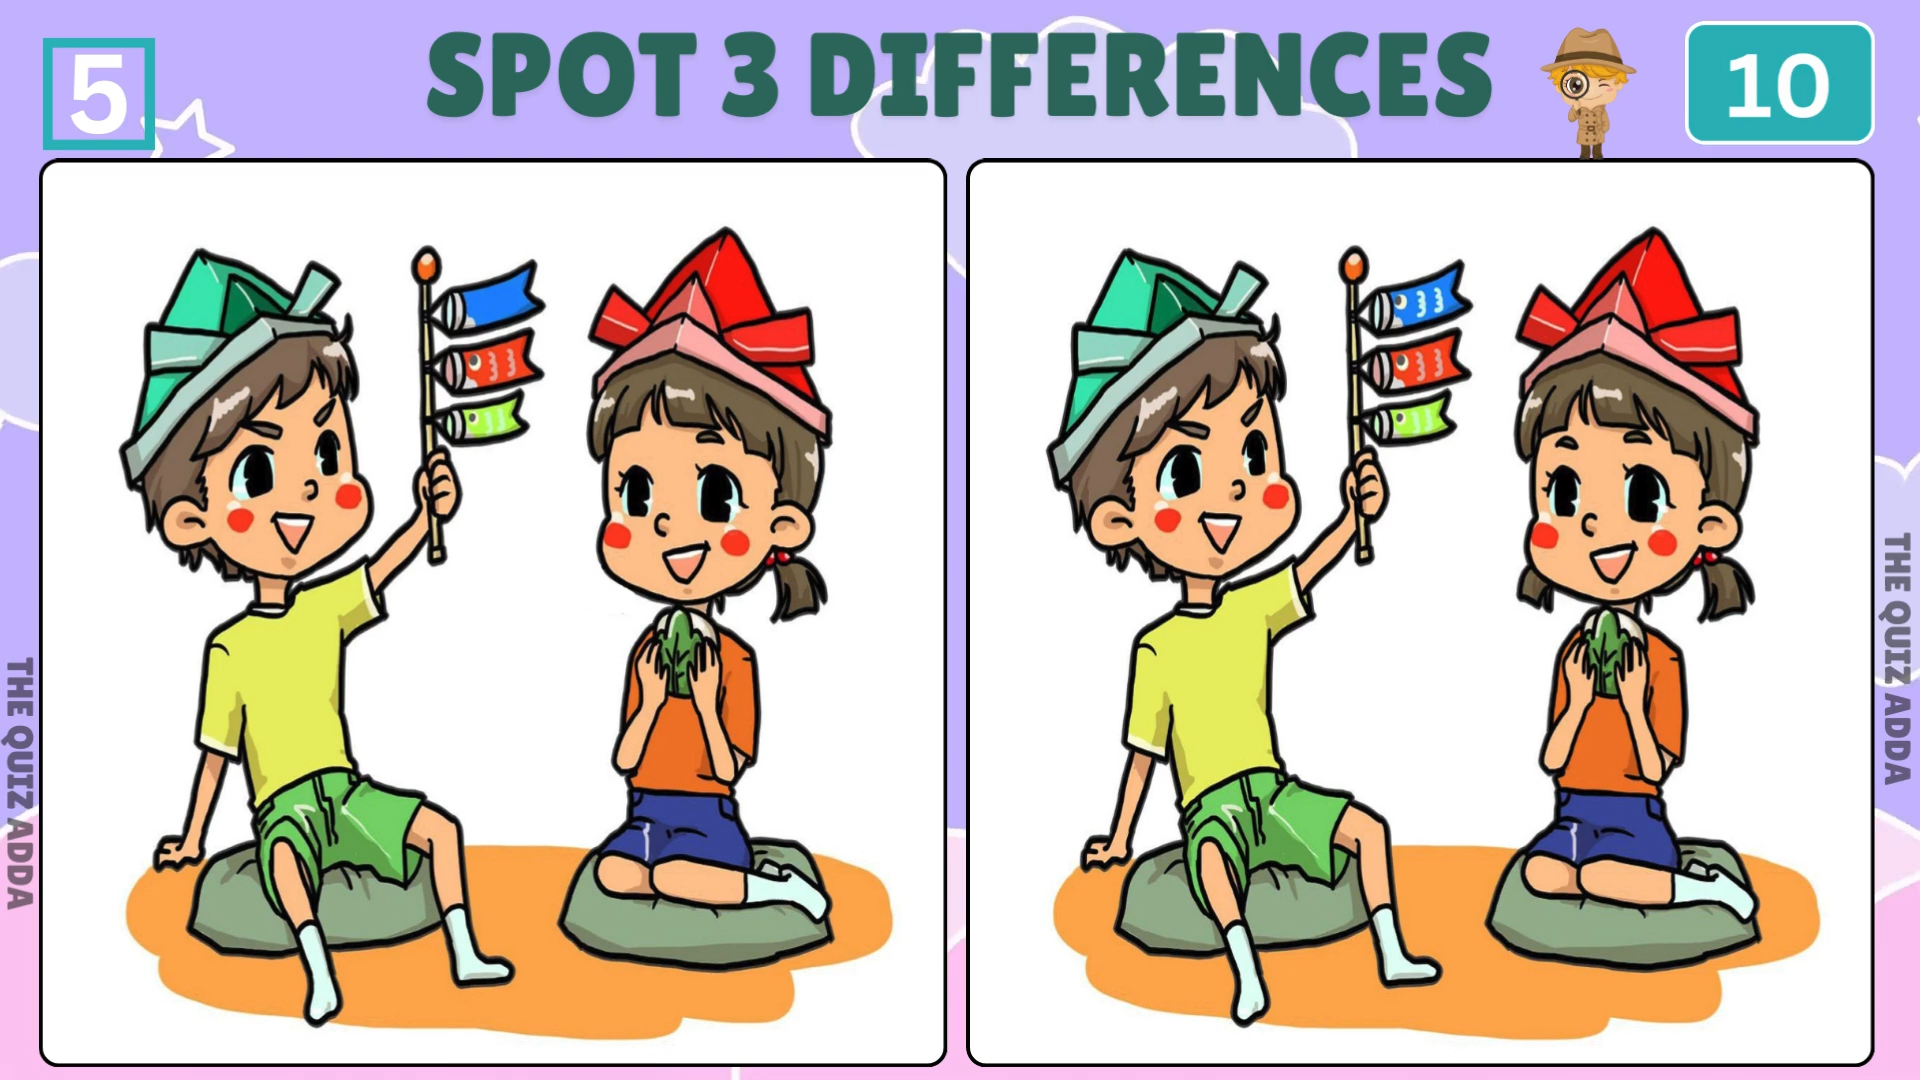 5
SPOT 3 DIFFERENCES
10
THE QUIZ ADDA
THE QUIZ ADDA